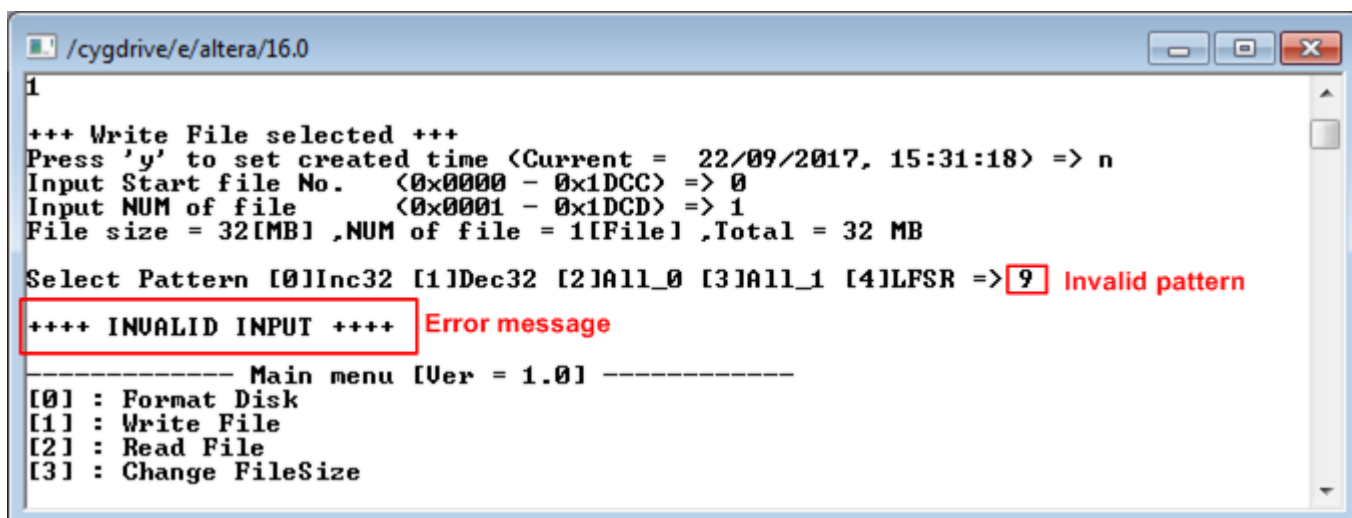 /cygdrive/e/altera/16.0
1
+++ Write File selected +++
Press 'y' to set created time (Current =  22/09/2017, 15:31:18) => n
Input Start file No.   (0x0000 - 0x1DCC) => 0
Input NUM of file      (0x0001 - 0x1DCD) => 1
File size = 32[MB] ,NUM of file = 1[File] ,Total = 32 MB
Select Pattern [0]Inc32 [1]Dec32 [2]All_0 [3]All_1 [4]LFSR => 9 Invalid pattern
++++ INVALID INPUT ++++ Error message
------------- Main menu [Ver = 1.0] ------------
[0] : Format Disk
[1] : Write File
[2] : Read File
[3] : Change FileSize